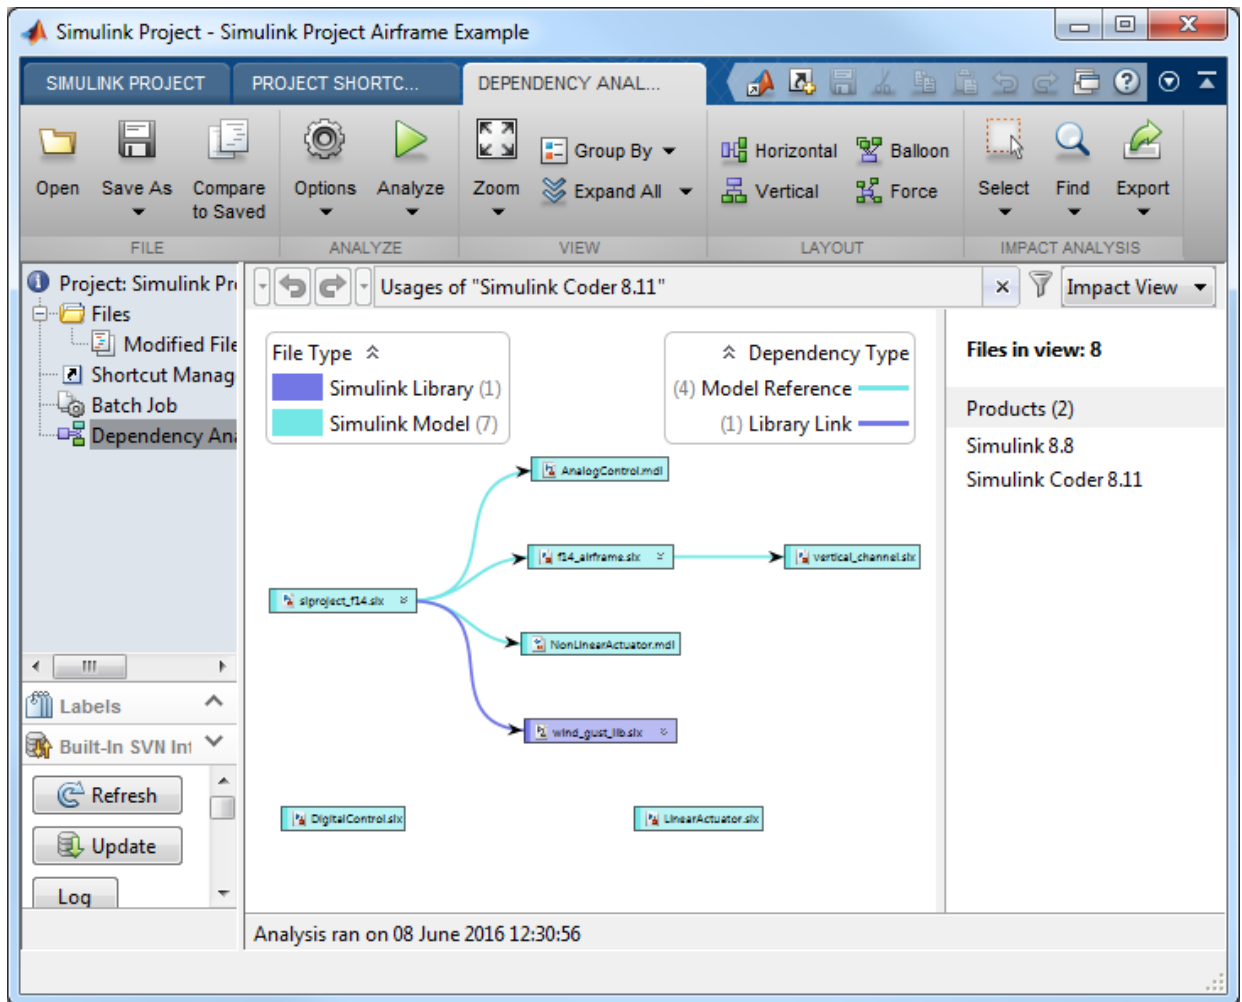 Simulink Project - Simulink Project Airframe Example
SIMULINK PROJECT
PROJECT SHORTC...
DEPENDENCY ANAL...
Open
Save As
Compare to Saved
Options
Analyze
Zoom
Group By
Expand All
Horizontal
Vertical
Balloon
Force
Select
Find
Export
FILE
ANALYZE
VIEW
LAYOUT
IMPACT ANALYSIS
Project: Simulink Pr
Files
Modified File
Shortcut Manag
Batch Job
Dependency Ana
Labels
Built-In SVN Int
Refresh
Update
Log
Usages of "Simulink Coder 8.11"
Impact View
File Type
Simulink Library (1)
Simulink Model (7)
Dependency Type
(4) Model Reference
(1) Library Link
AnalogControl.mdl
f14_airframe.slx
vertical_channel.slx
slproject_f14.slx
NonLinearActuator.mdl
wind_gust_lib.slx
DigitalControl.slx
LinearActuator.slx
Files in view: 8
Products (2)
Simulink 8.8
Simulink Coder 8.11
Analysis ran on 08 June 2016 12:30:56